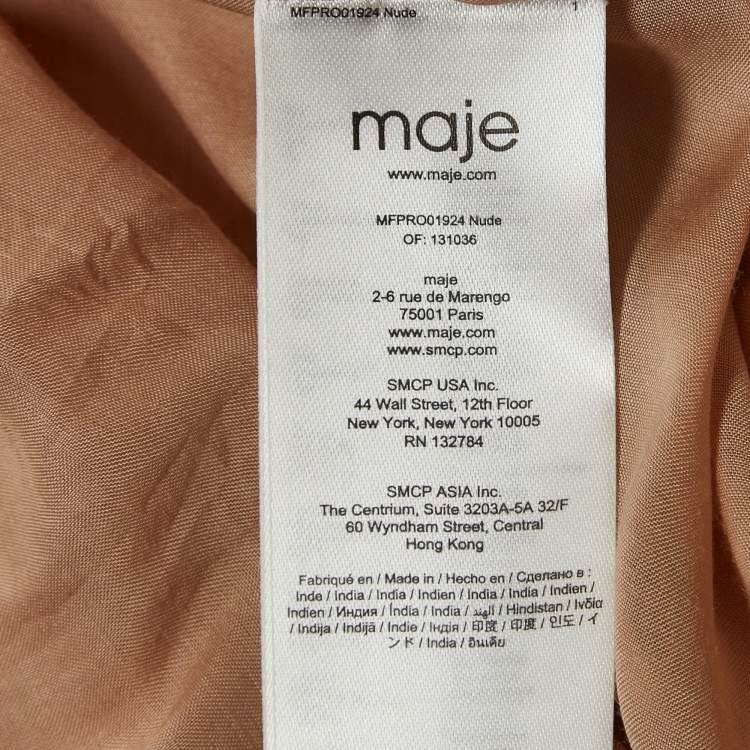 MFPRO01924 Nude 1
maje
www.maje.com
MFPRO01924 Nude
OF: 131036
maje
2-6 rue de Marengo
75001 Paris
www.maje.com
www.smcp.com
SMCP USA Inc.
44 Wall Street, 12th Floor
New York, New York 10005
RN 132784
SMCP ASIA Inc.
The Centrium, Suite 3203A-5A 32/F
60 Wyndham Street, Central
Hong Kong
Fabriqué en / Made in / Hecho en / Сделано в :
Inde / India / India / Indien / India / India / Indien /
Indien / Индия / Índia / India / الهند / Hindistan / Ινδία
/ Indija / Indijā / Indie / Індія / 印度 / 印度 / 인도 / イ
ンド / India / อินเดีย